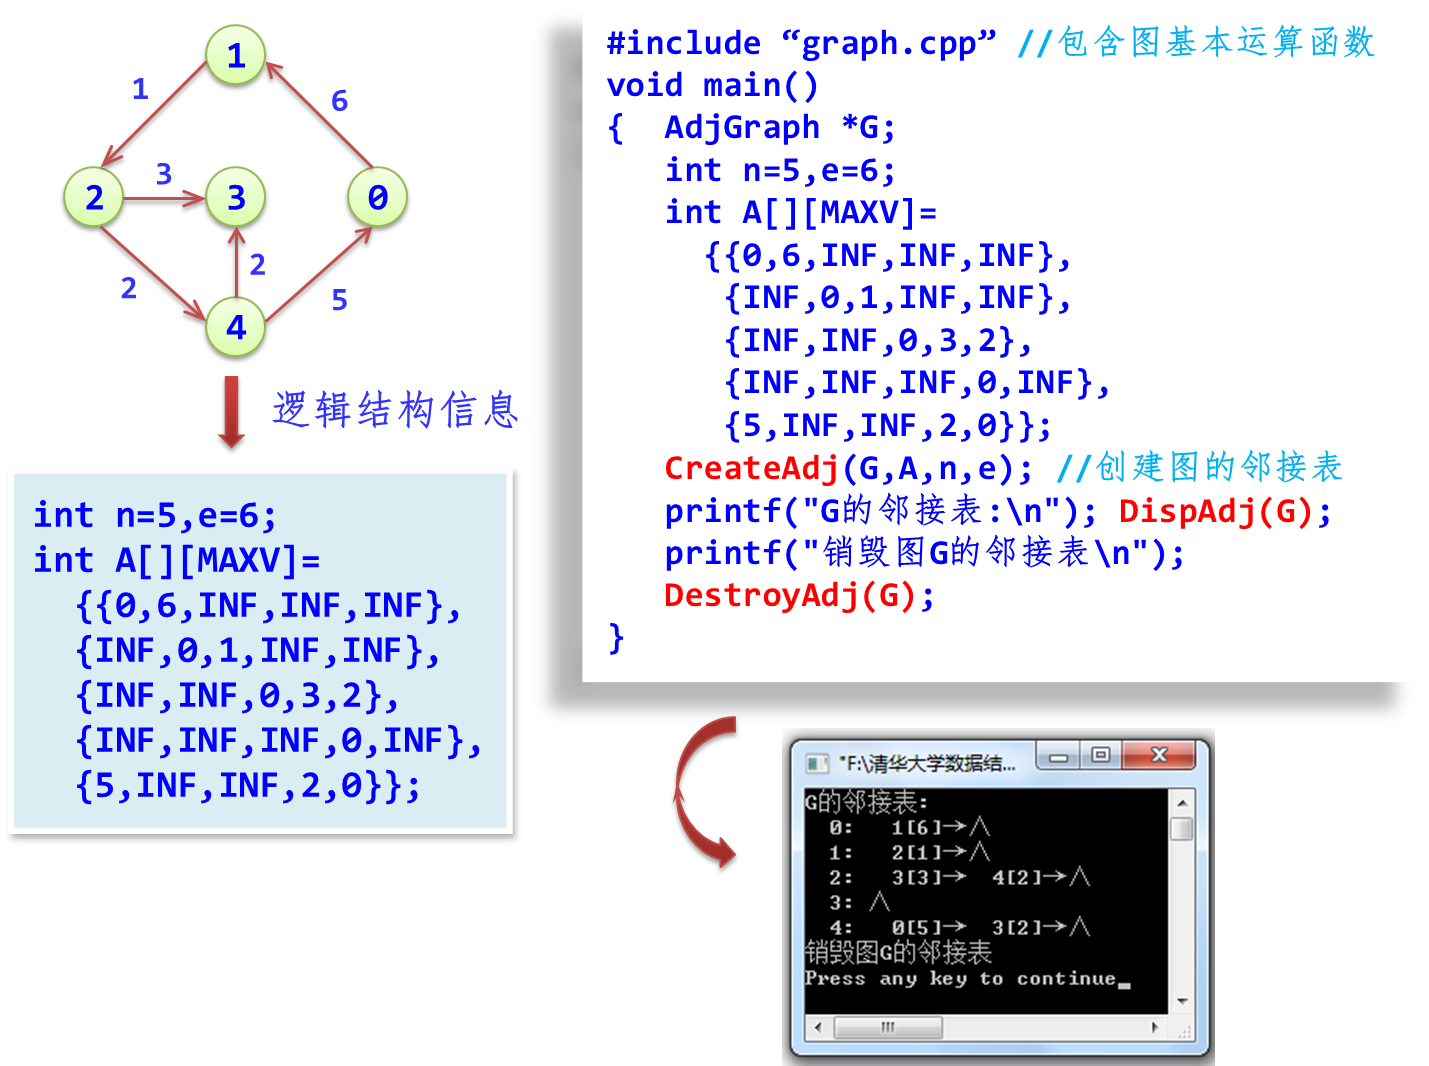 1
1
6
2
3
3
0
2
2
5
4
逻辑结构信息
int n=5,e=6;
int A[][MAXV]=
{{0,6,INF,INF,INF},
{INF,0,1,INF,INF},
{INF,INF,0,3,2},
{INF,INF,INF,0,INF},
{5,INF,INF,2,0}};
#include “graph.cpp” //包含图基本运算函数
void main()
{ AdjGraph *G;
int n=5,e=6;
int A[][MAXV]=
{{0,6,INF,INF,INF},
{INF,0,1,INF,INF},
{INF,INF,0,3,2},
{INF,INF,INF,0,INF},
{5,INF,INF,2,0}};
CreateAdj(G,A,n,e); //创建图的邻接表
printf("G的邻接表:\n"); DispAdj(G);
printf("销毁图G的邻接表\n");
DestroyAdj(G);
}
"F:\清华大学数据结...
G的邻接表:
0: 1[6]→∧
1: 2[1]→∧
2: 3[3]→ 4[2]→∧
3: ∧
4: 0[5]→ 3[2]→∧
销毁图G的邻接表
Press any key to continue_